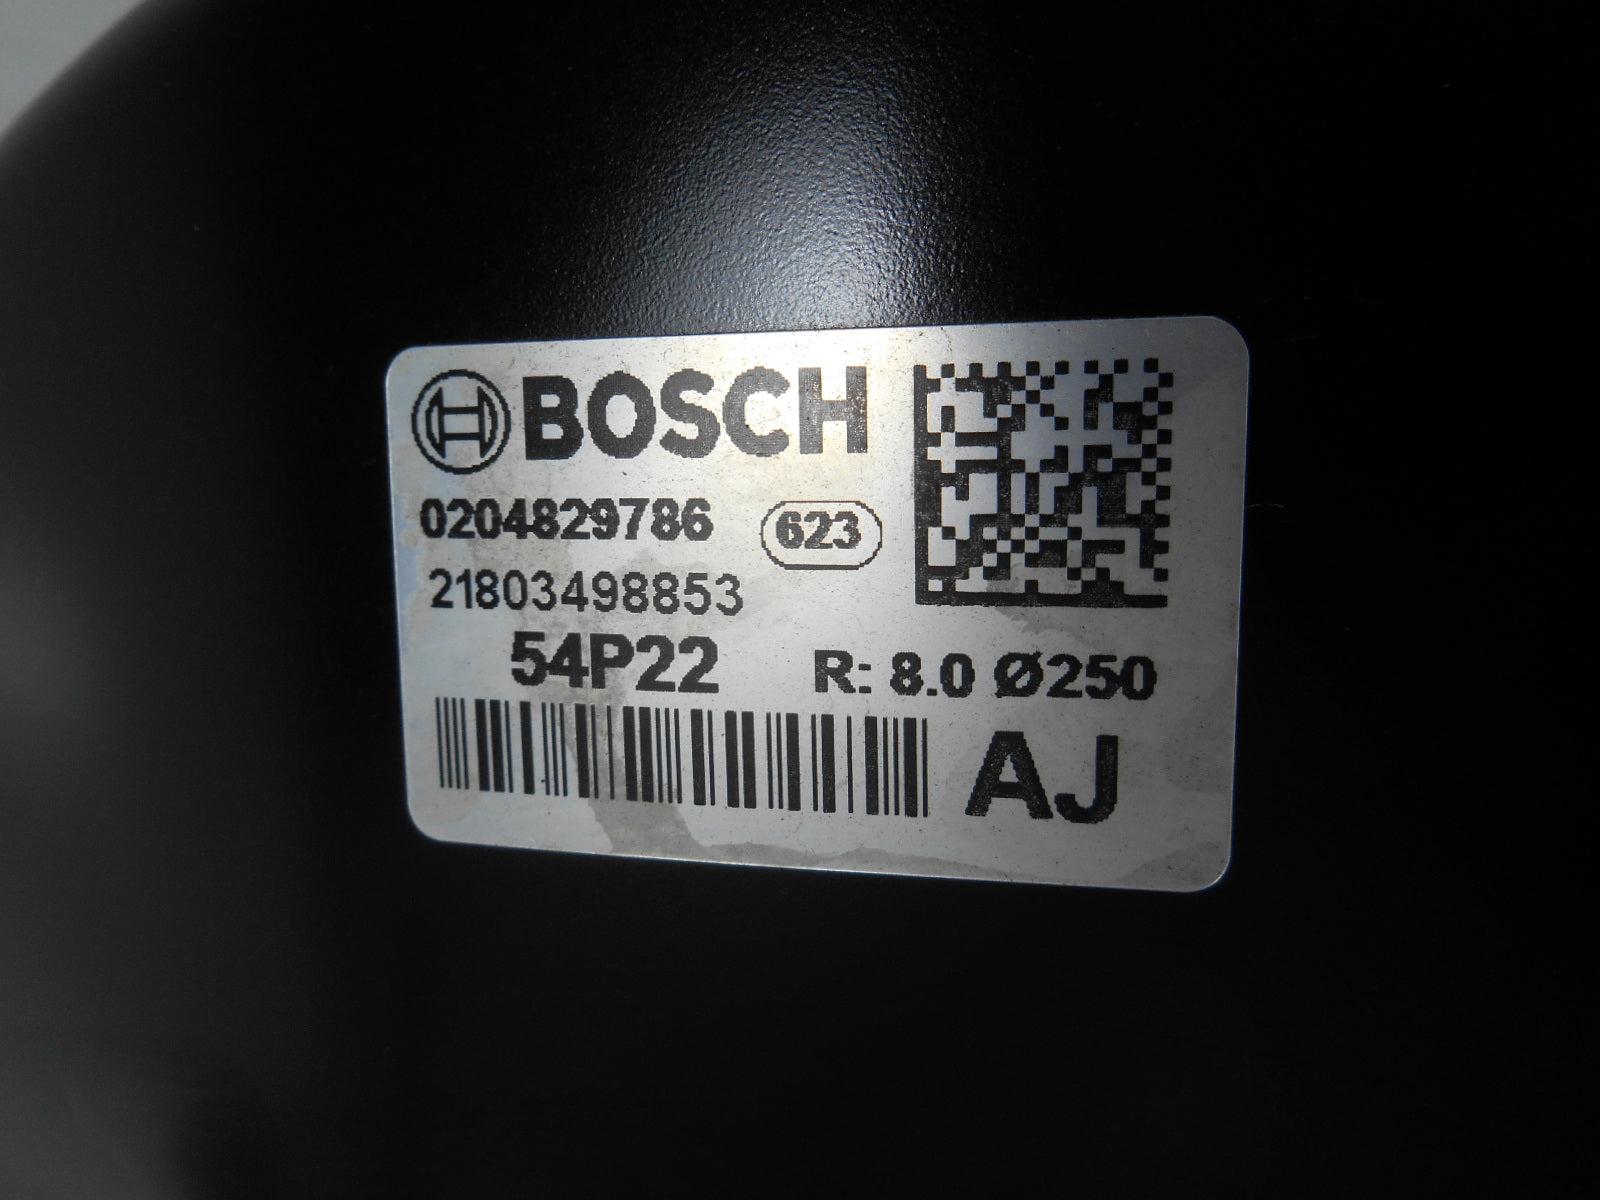 BOSCH
0204829786 623
21803498853
54P22 R: 8.0 Ø250
AJ